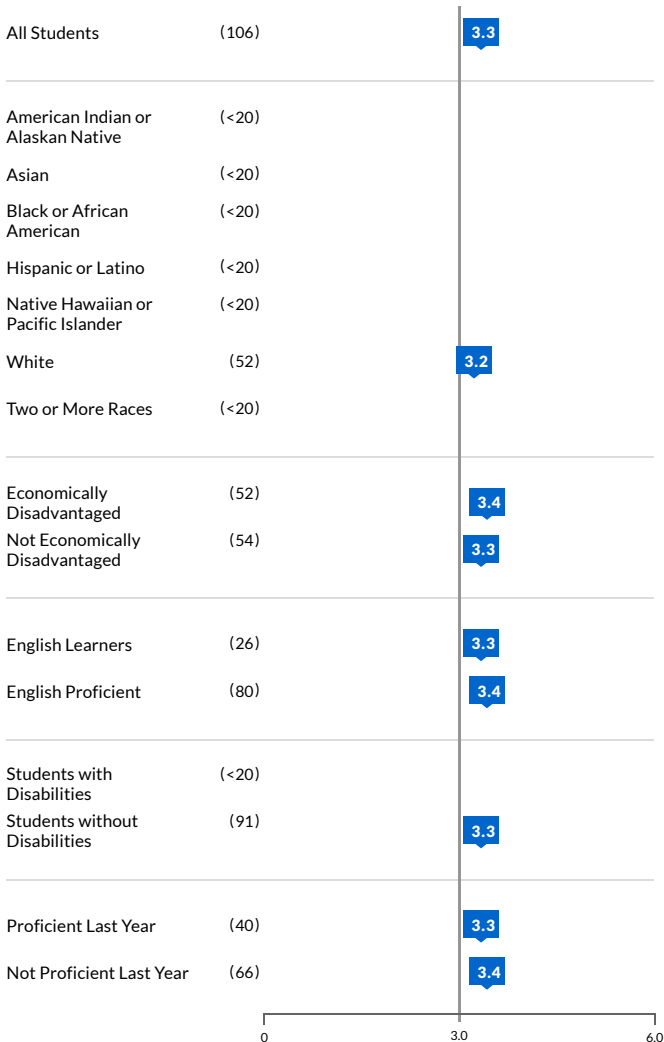 All Students (106) 3.3
American Indian or
Alaskan Native (<20)
Asian (<20)
Black or African
American (<20)
Hispanic or Latino (<20)
Native Hawaiian or
Pacific Islander (<20)
White (52) 3.2
Two or More Races (<20)
Economically
Disadvantaged (52) 3.4
Not Economically
Disadvantaged (54) 3.3
English Learners (26) 3.3
English Proficient (80) 3.4
Students with
Disabilities (<20)
Students without
Disabilities (91) 3.3
Proficient Last Year (40) 3.3
Not Proficient Last Year (66) 3.4
0 3.0 6.0